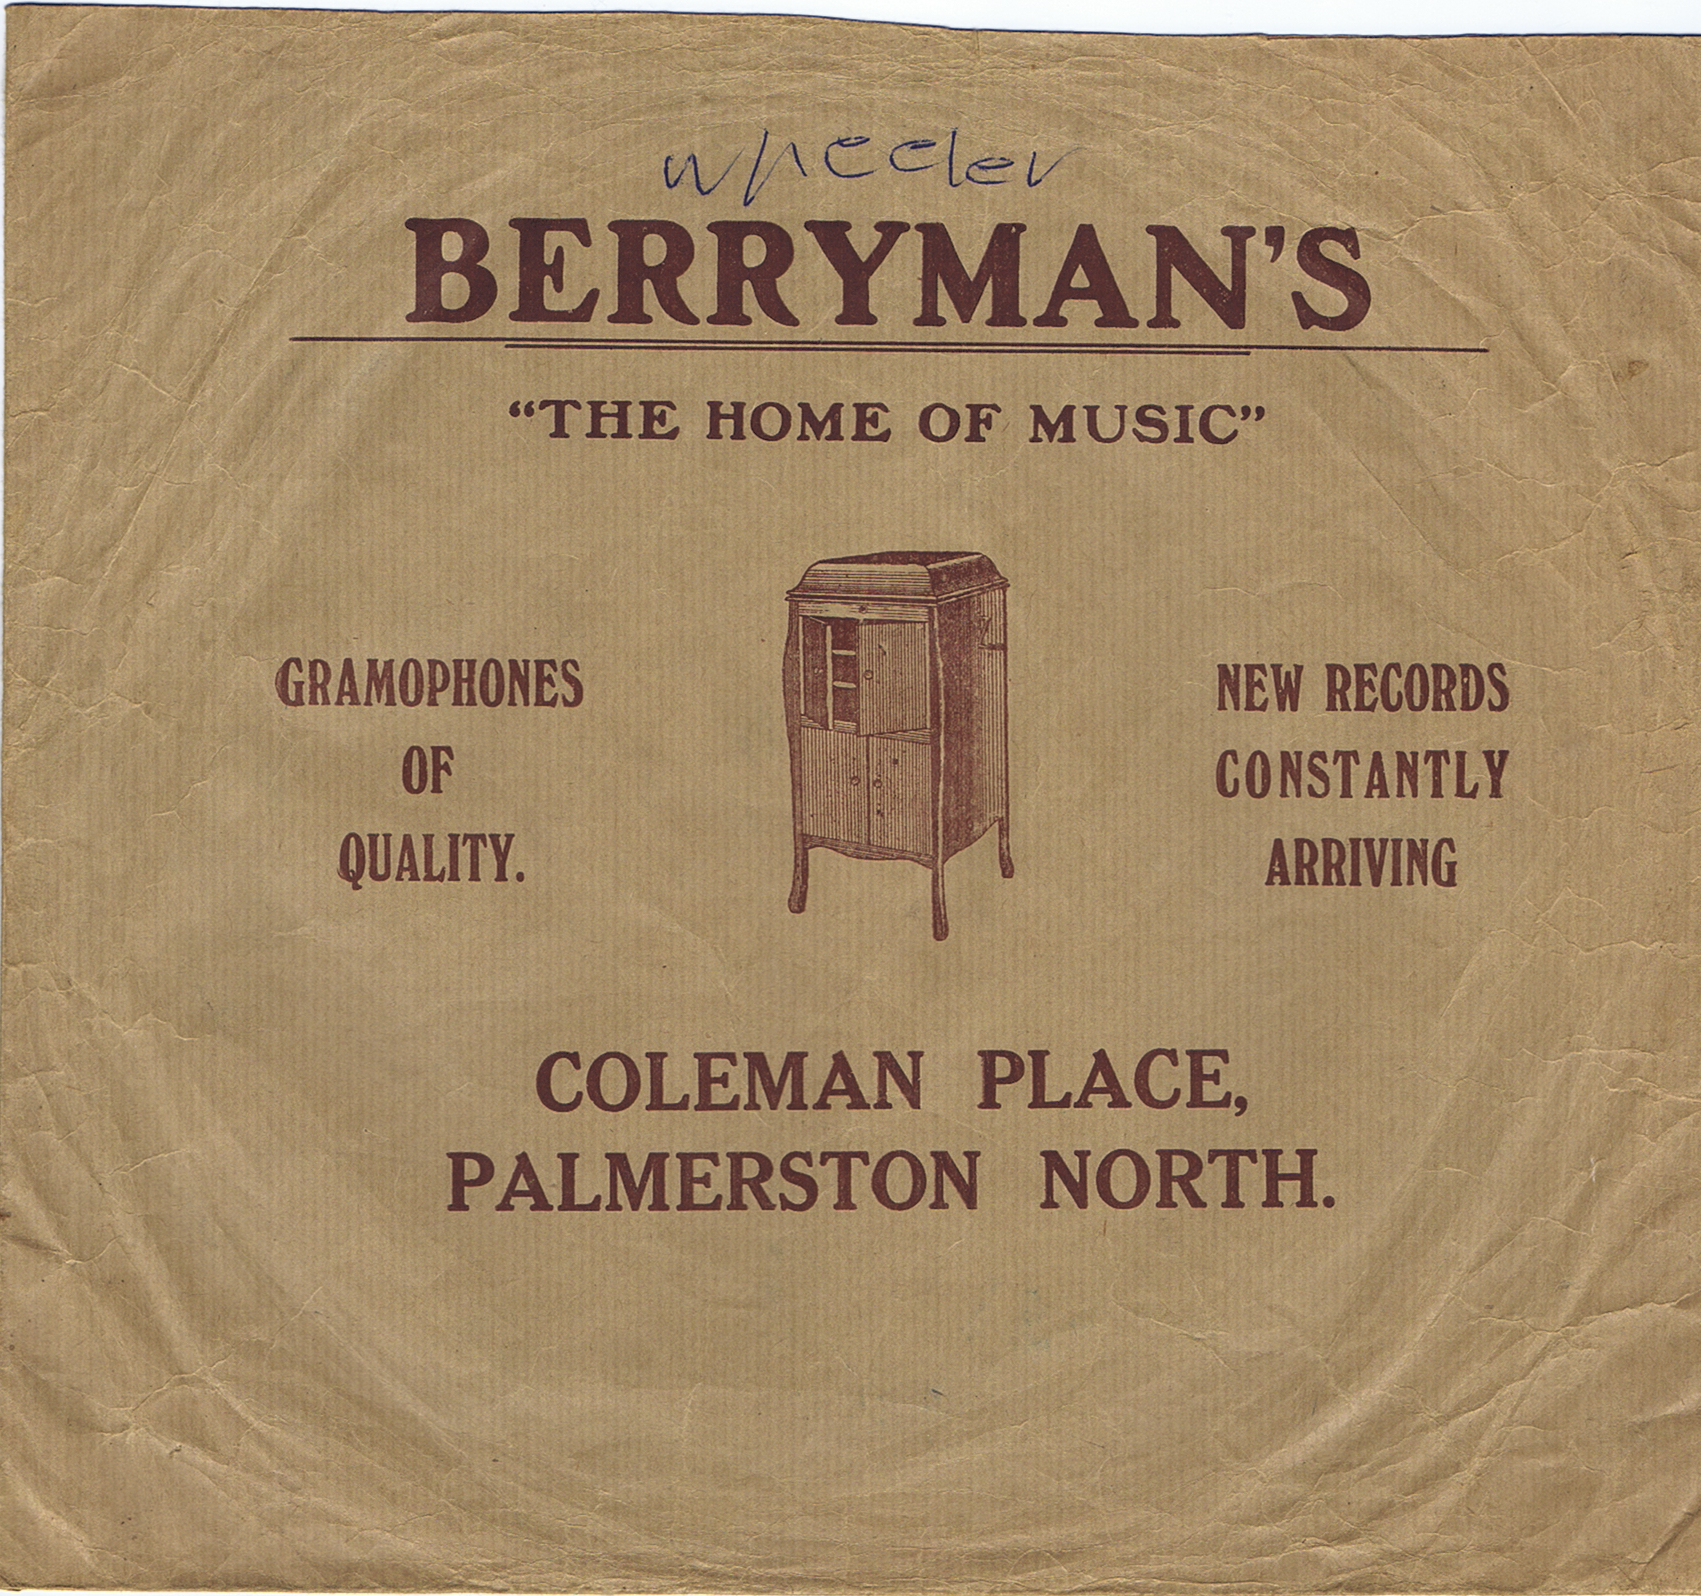 wheeler
BERRYMAN'S
“THE HOME OF MUSIC”
GRAMOPHONES
OF
QUALITY.
NEW RECORDS
CONSTANTLY
ARRIVING
COLEMAN PLACE,
PALMERSTON NORTH.